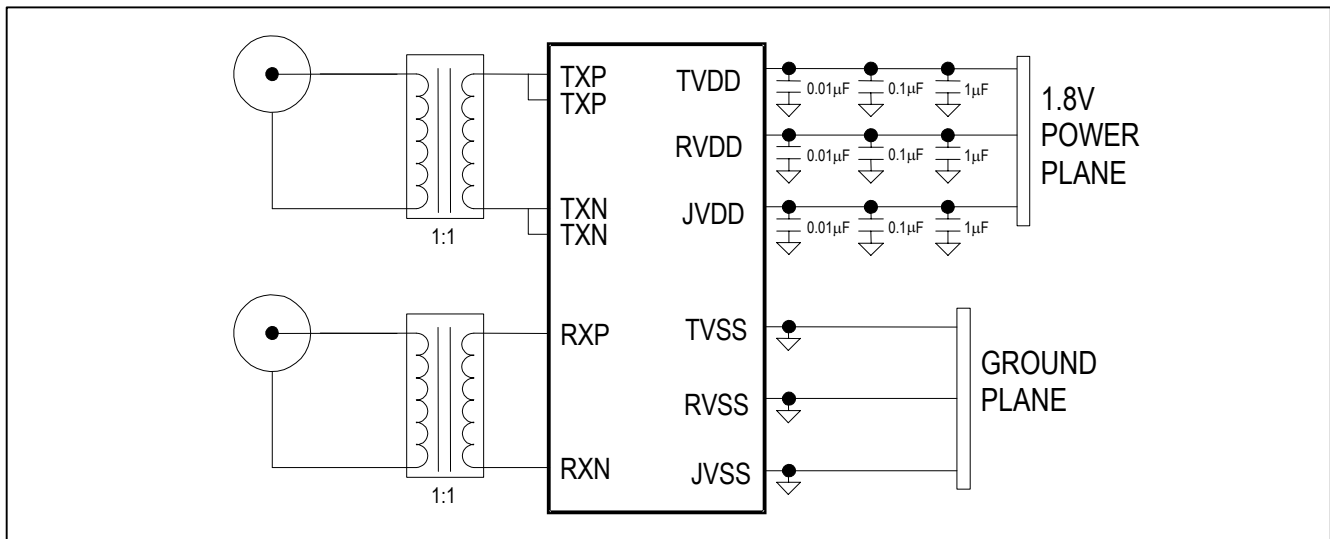 TXP
TXP
TXN
TXN
1:1
RXP
RXN
1:1
TVDD
0.01μF 0.1μF 1μF
RVDD
0.01μF 0.1μF 1μF
JVDD
0.01μF 0.1μF 1μF
1.8V
POWER
PLANE
TVSS
RVSS
JVSS
GROUND
PLANE